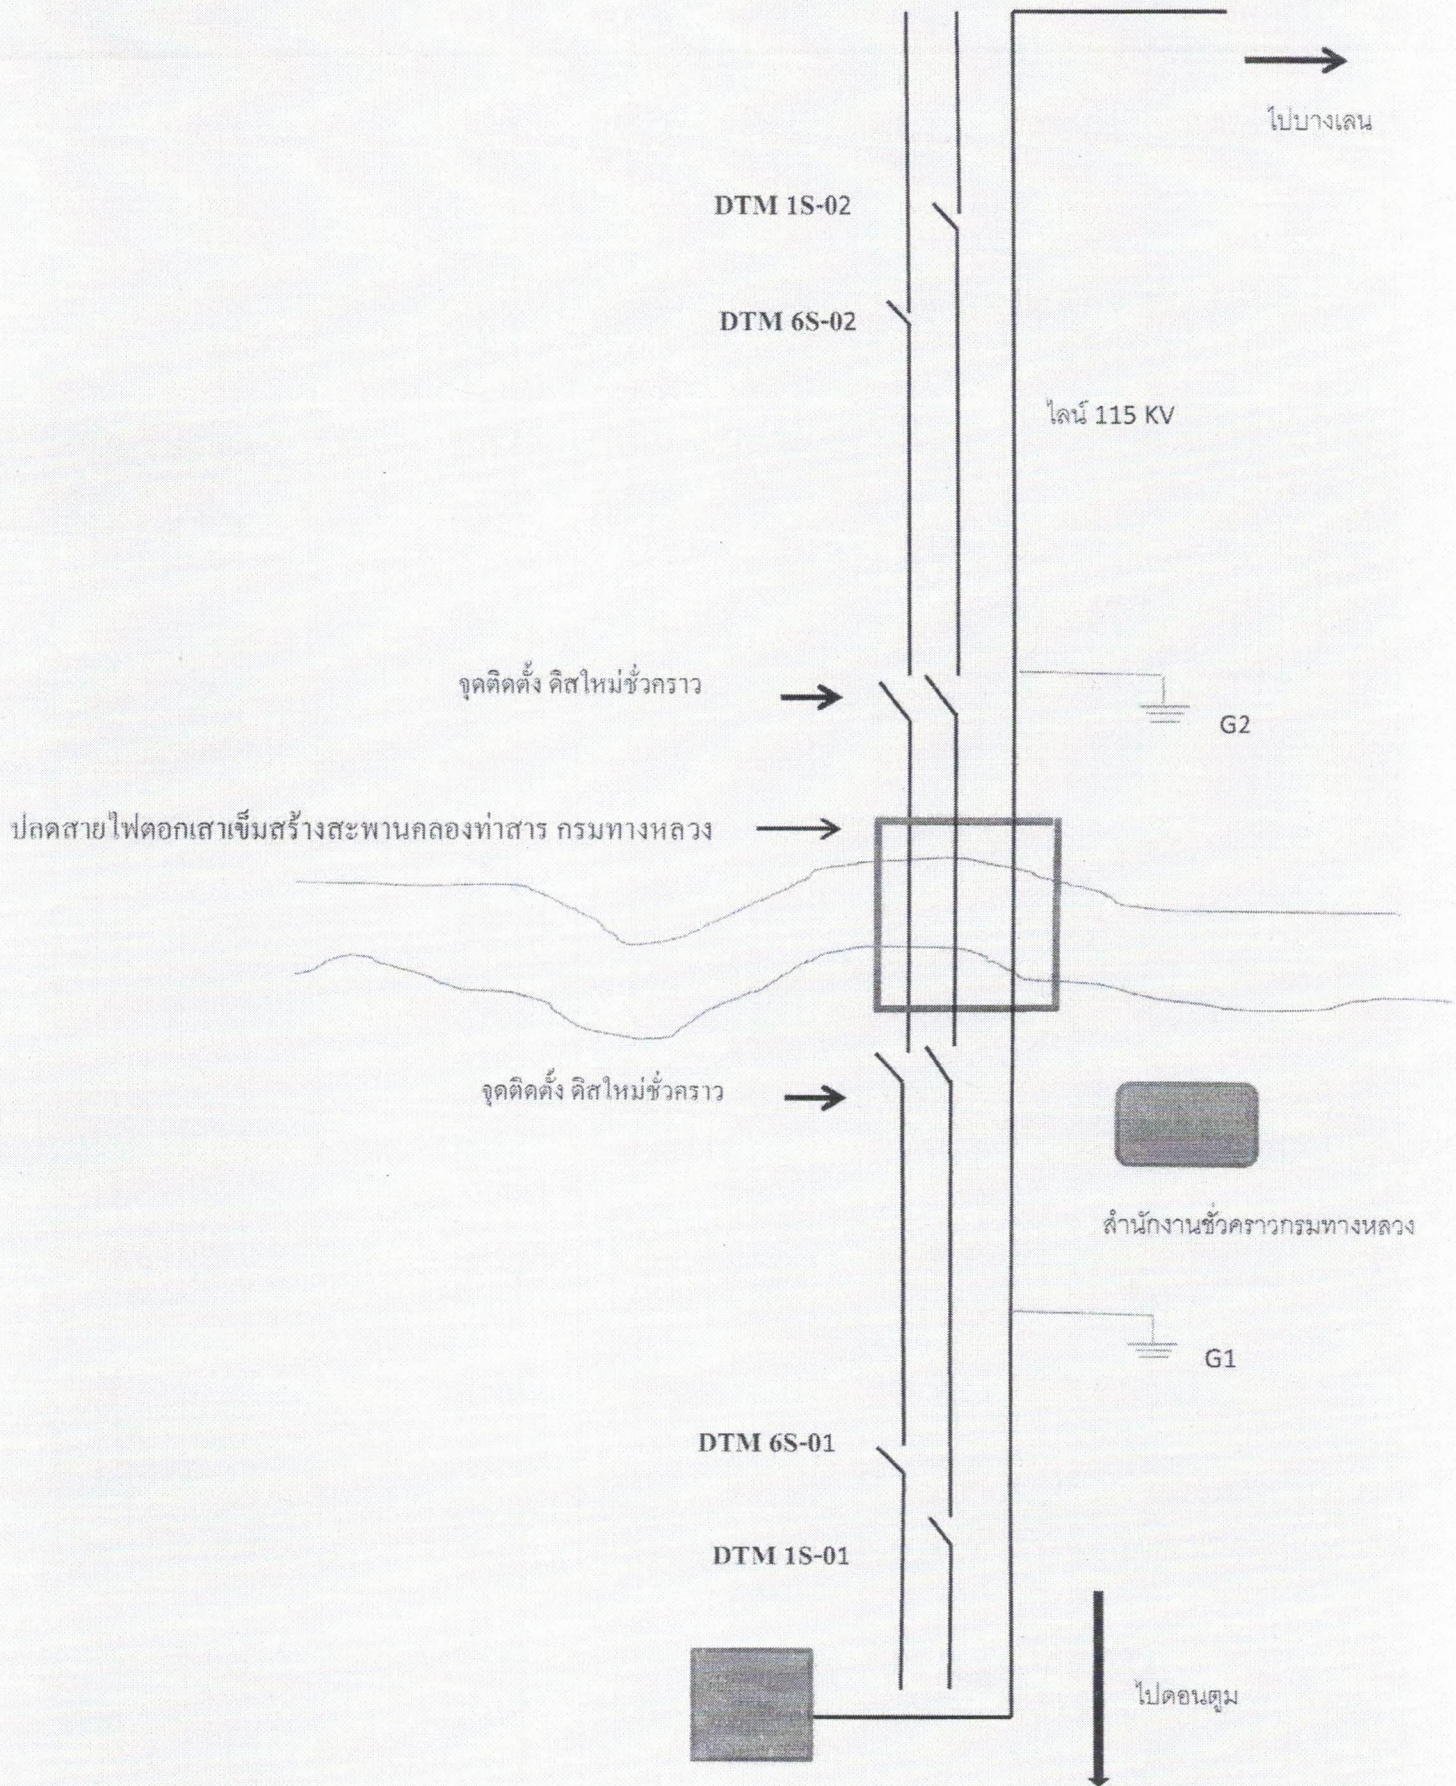 ไปบางเลน
DTM 1S-02
DTM 6S-02
ไลน์ 115 KV
จุดติดตั้ง ดิสใหม่ชั่วคราว
G2
ปลดสายไฟตอกเสาเข็มสร้างสะพานคลองท่าสาร กรมทางหลวง
จุดติดตั้ง ดิสใหม่ชั่วคราว
สำนักงานชั่วคราวกรมทางหลวง
G1
DTM 6S-01
DTM 1S-01
ไปดอนตูม